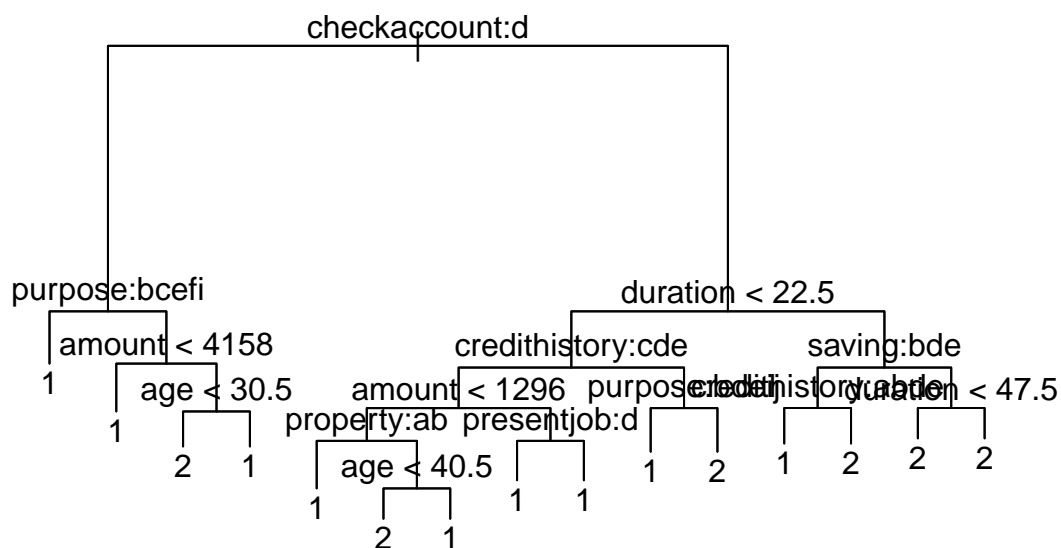 checkaccount:d
purpose:bcefi
duration < 22.5
amount < 4158
credithistory:cde
saving:bde
1
age < 30.5
amount < 1296
credithistory:abde
duration < 47.5
1
property:ab
presentjob:d
2
1
1
2
1
2
2
2
1
age < 40.5
1
1
2
1